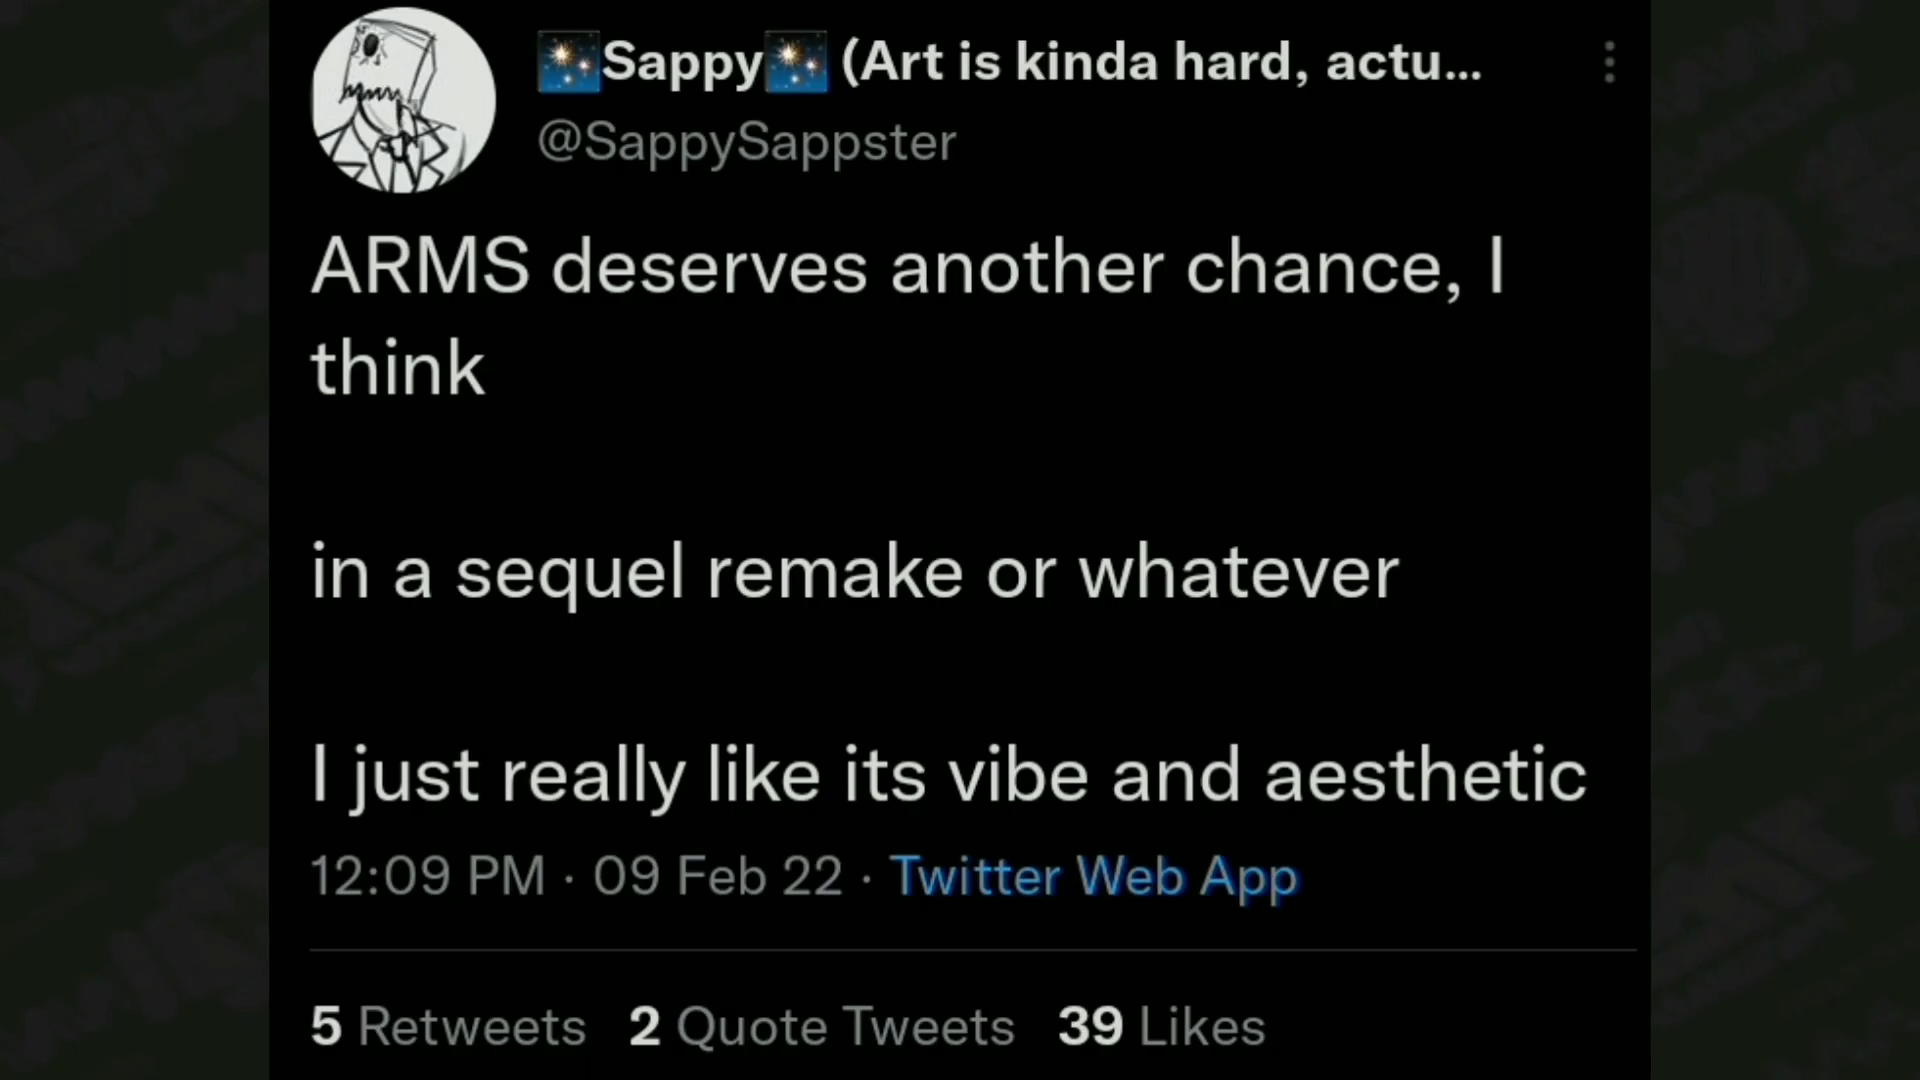 🎇Sappy🎇 (Art is kinda hard, actu...
@SappySappster
ARMS deserves another chance, I
think
in a sequel remake or whatever
I just really like its vibe and aesthetic
12:09 PM · 09 Feb 22 · Twitter Web App
5 Retweets 2 Quote Tweets 39 Likes